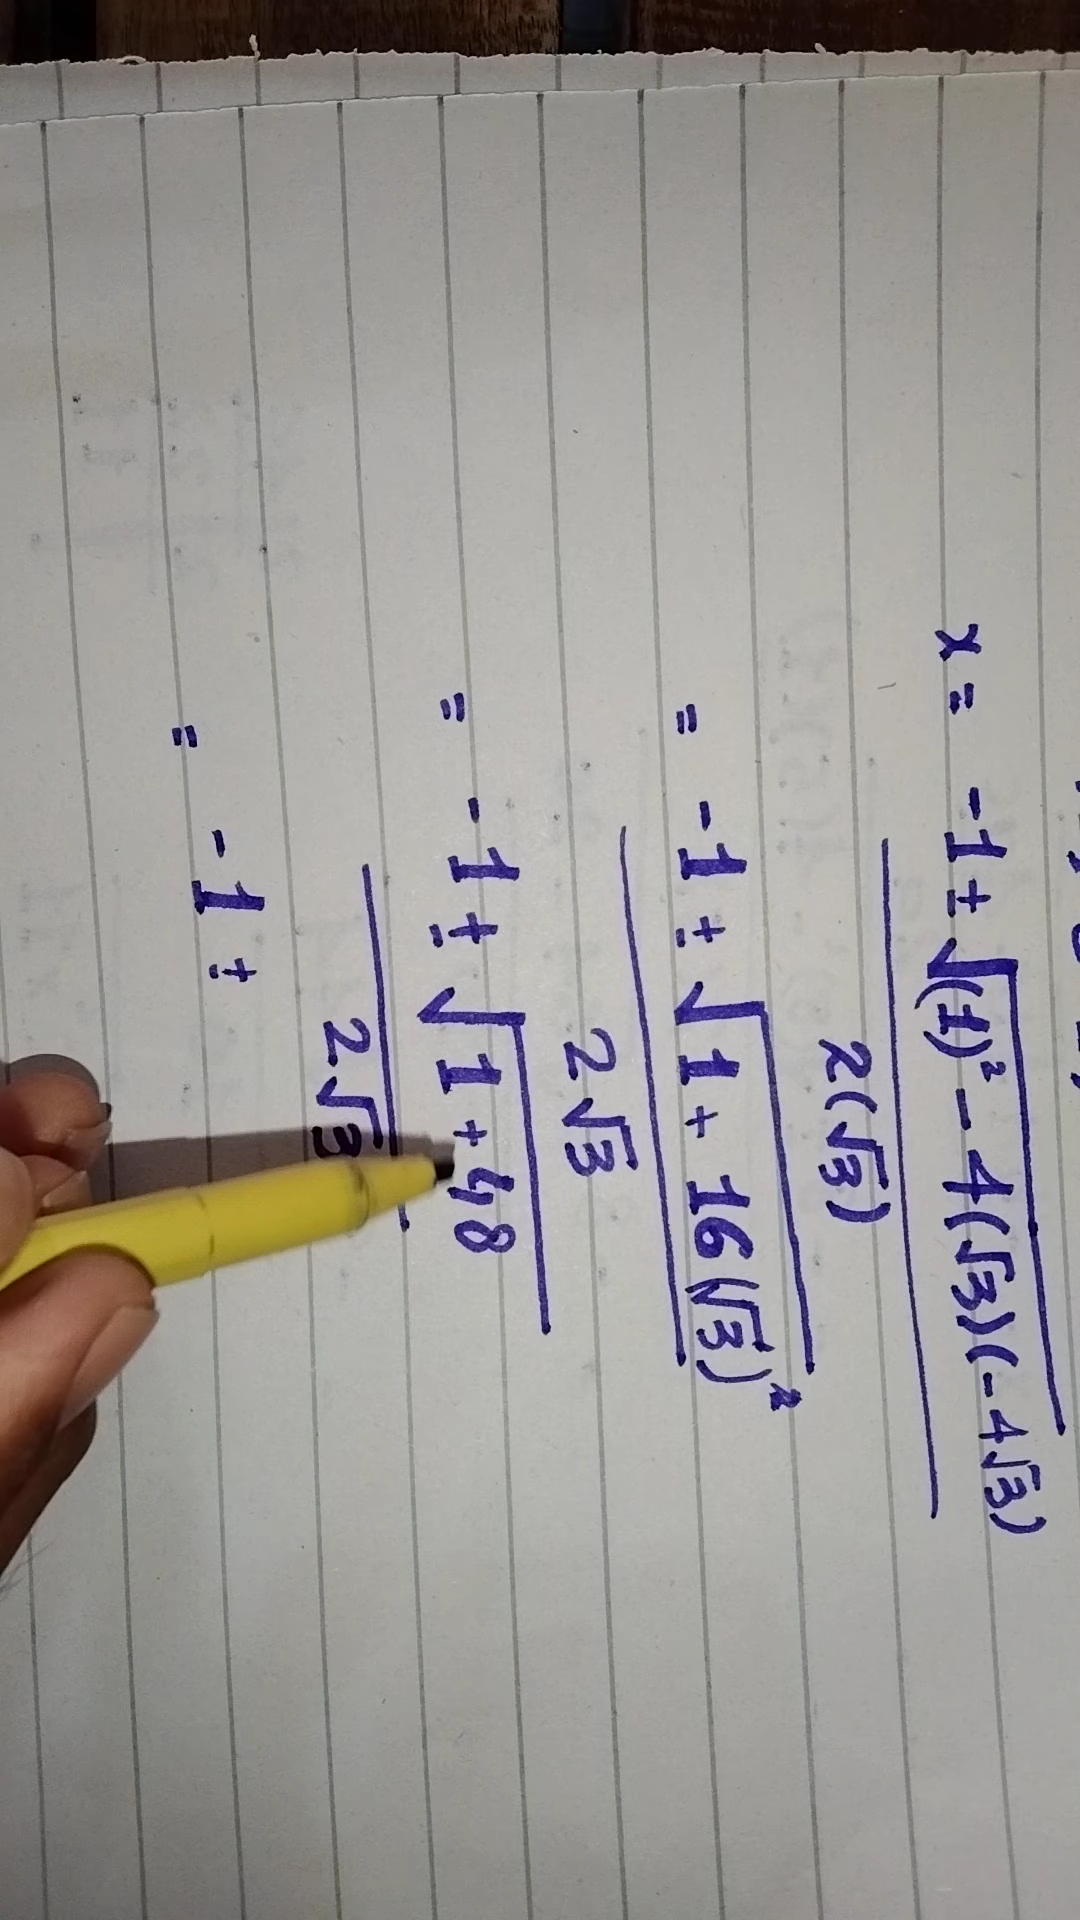 x = -1 ± √(1)² - 4(√3)(-4√3)
2(√3)
= -1 ± √1 + 16(√3)²
2√3
= -1 ± √1 + 48
2√3
= -1 ±